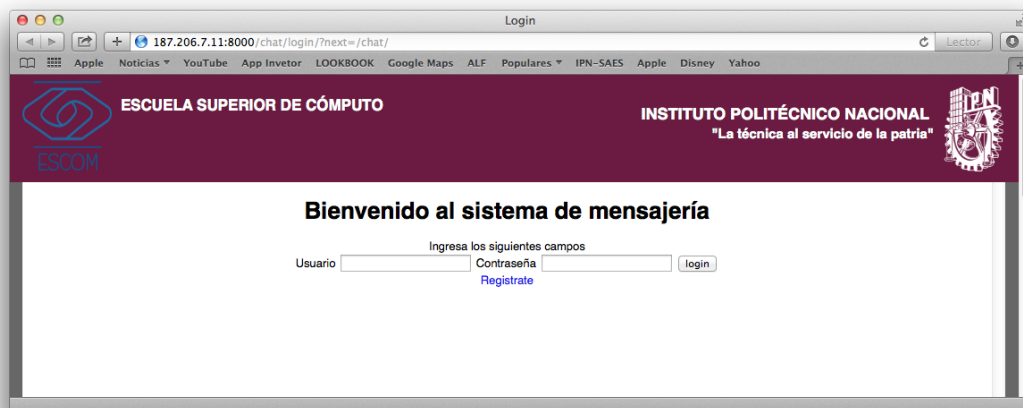 Login
187.206.7.11:8000/chat/login/?next=/chat/
Lector
Apple Noticias YouTube App Invetor LOOKBOOK Google Maps ALF Populares IPN-SAES Apple Disney Yahoo
ESCOM
ESCUELA SUPERIOR DE CÓMPUTO
INSTITUTO POLITÉCNICO NACIONAL
"La técnica al servicio de la patria"
IPN
Bienvenido al sistema de mensajería
Ingresa los siguientes campos
Usuario Contraseña login
Registrate